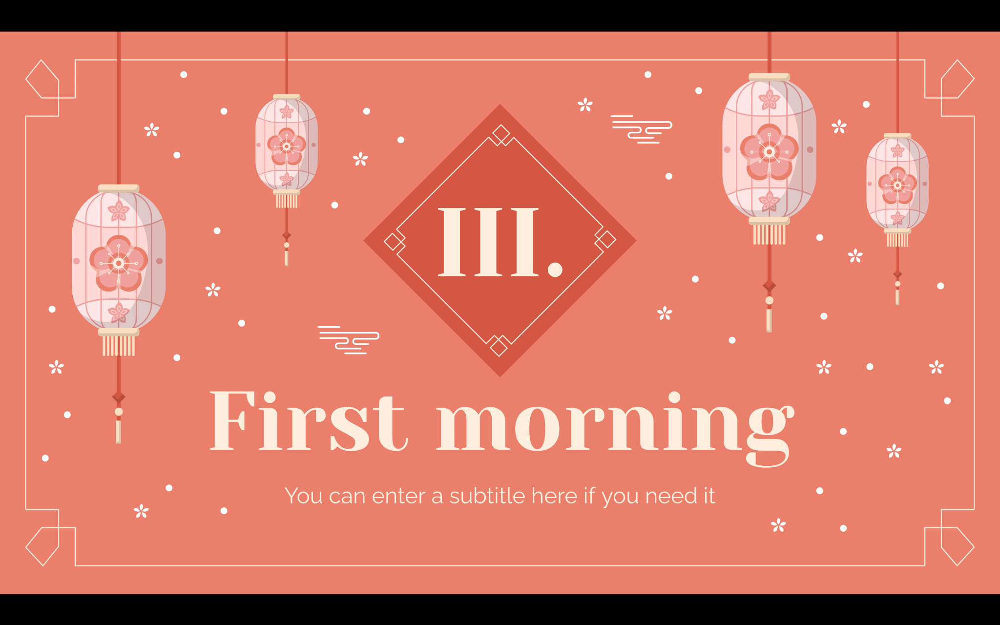 III.
First morning
You can enter a subtitle here if you need it